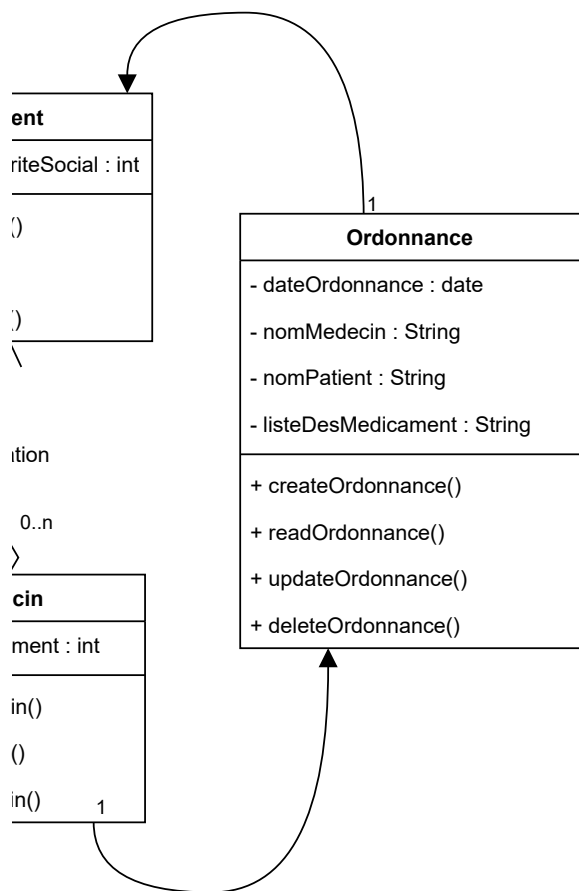 ent
riteSocial : int
()
()
ation
0..n
cin
ment : int
in()
()
in()
1
1
Ordonnance
- dateOrdonnance : date
- nomMedecin : String
- nomPatient : String
- listeDesMedicament : String
+ createOrdonnance()
+ readOrdonnance()
+ updateOrdonnance()
+ deleteOrdonnance()